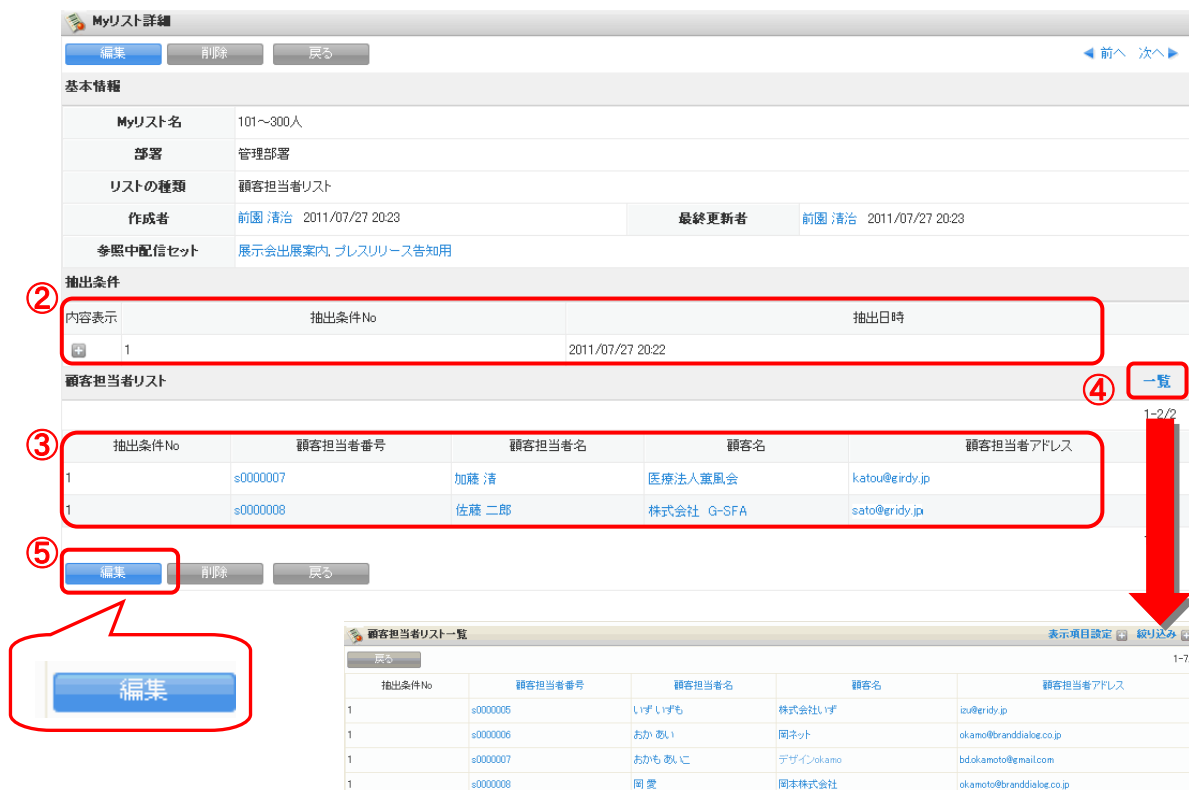 Myリスト詳細
編集 削除 戻る ◀前へ 次へ▶
基本情報
Myリスト名 101～300人
部署 管理部署
リストの種類 顧客担当者リスト
作成者 前園 清治 2011/07/27 20:23 最終更新者 前園 清治 2011/07/27 20:23
参照中配信セット 展示会出展案内, プレスリリース告知用
抽出条件
②
内容表示 抽出条件No 抽出日時
1 2011/07/27 20:22
顧客担当者リスト ④ 一覧
1-2/2
③
抽出条件No 顧客担当者番号 顧客担当者名 顧客名 顧客担当者アドレス
1 s0000007 加藤 清 医療法人薫風会 katou@girdy.jp
1 s0000008 佐藤 二郎 株式会社 G-SFA sato@gridy.jp
⑤
編集 削除 戻る
編集
顧客担当者リスト一覧 表示項目設定 絞り込み
戻る 1-7
抽出条件No 顧客担当者番号 顧客担当者名 顧客名 顧客担当者アドレス
1 s0000005 いず いずも 株式会社いず izu@gridy.jp
1 s0000006 おか あい 岡ネット okamo@branddialog.co.jp
1 s0000007 おかも あいこ デザインokamo bd.okamoto@gmail.com
1 s0000008 岡 愛 岡本株式会社 okamoto@branddialog.co.jp